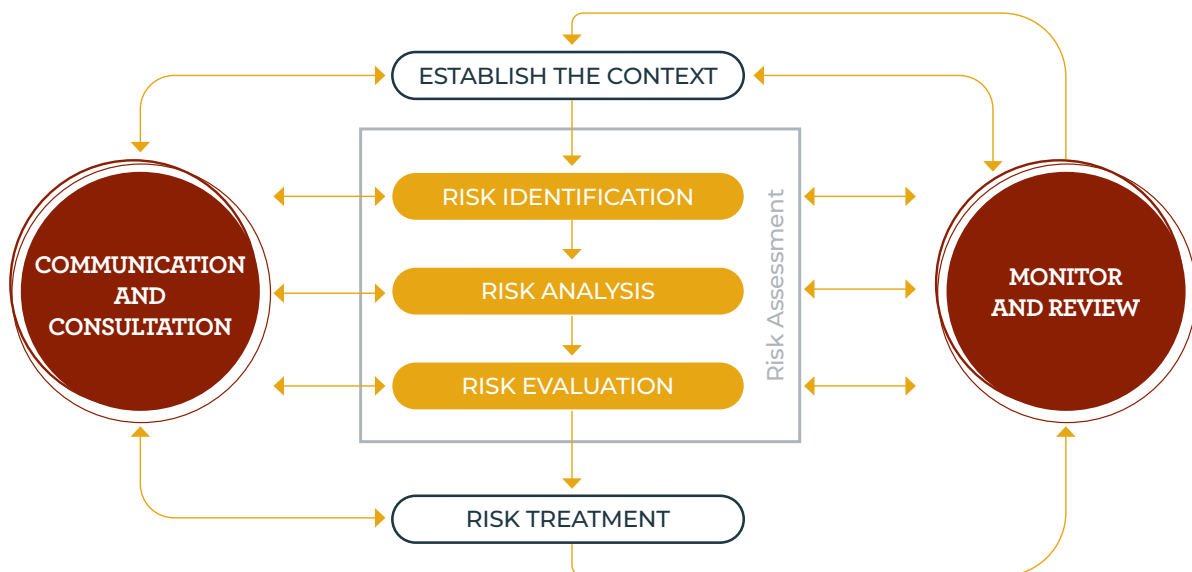 ESTABLISH THE CONTEXT
RISK IDENTIFICATION
RISK ANALYSIS
RISK EVALUATION
Risk Assessment
RISK TREATMENT
COMMUNICATION
AND
CONSULTATION
MONITOR
AND REVIEW